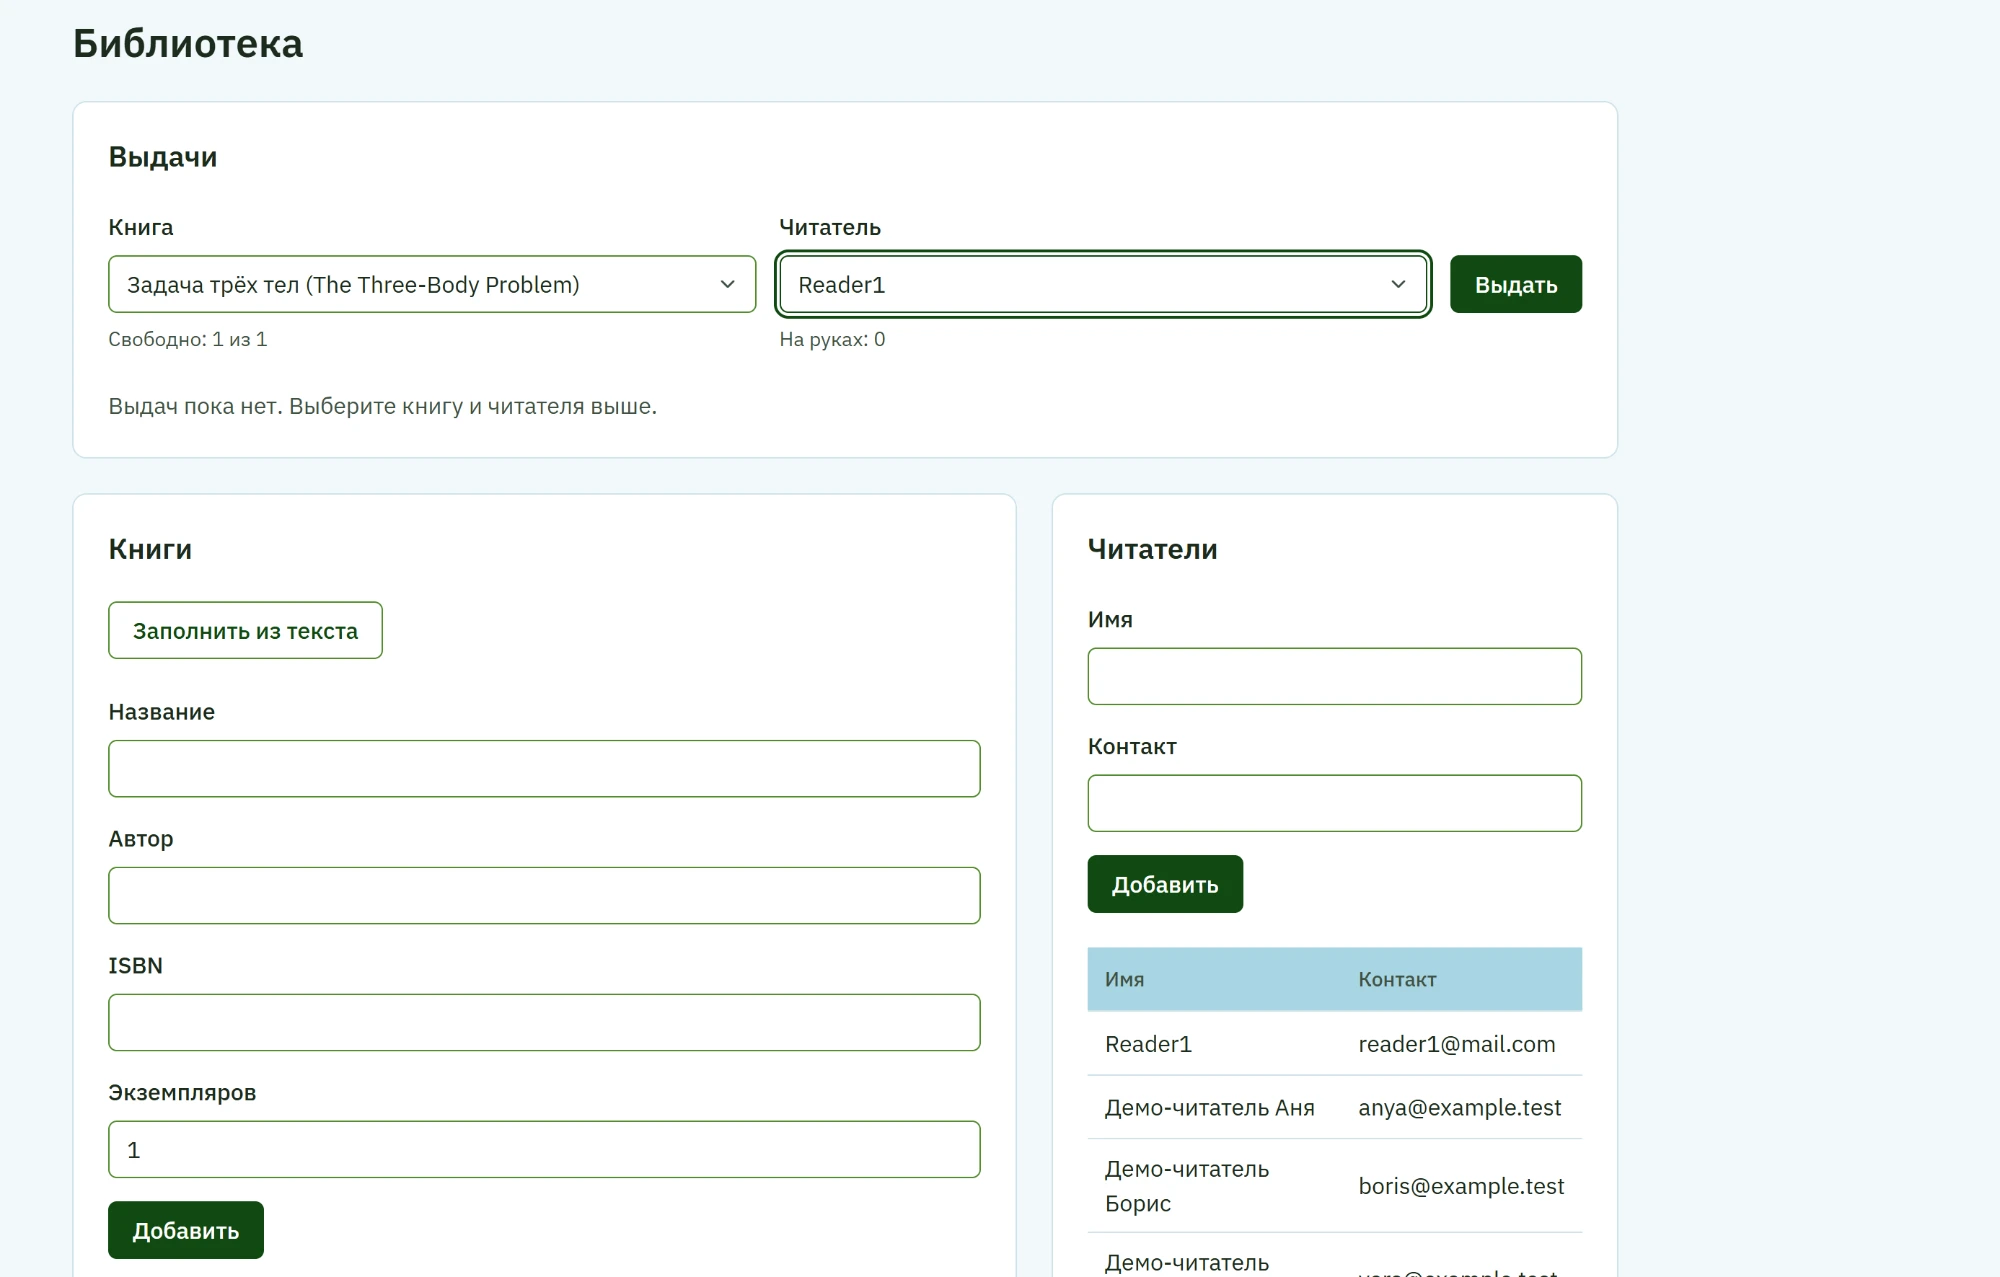 Библиотека
Выдачи
Книга
Читатель
Задача трёх тел (The Three-Body Problem)
Reader1
Выдать
Свободно: 1 из 1
На руках: 0
Выдач пока нет. Выберите книгу и читателя выше.
Книги
Заполнить из текста
Название
Автор
ISBN
Экземпляров
1
Добавить
Читатели
Имя
Контакт
Добавить
Имя
Контакт
Reader1
reader1@mail.com
Демо-читатель Аня
anya@example.test
Демо-читатель
Борис
boris@example.test
Демо-читатель